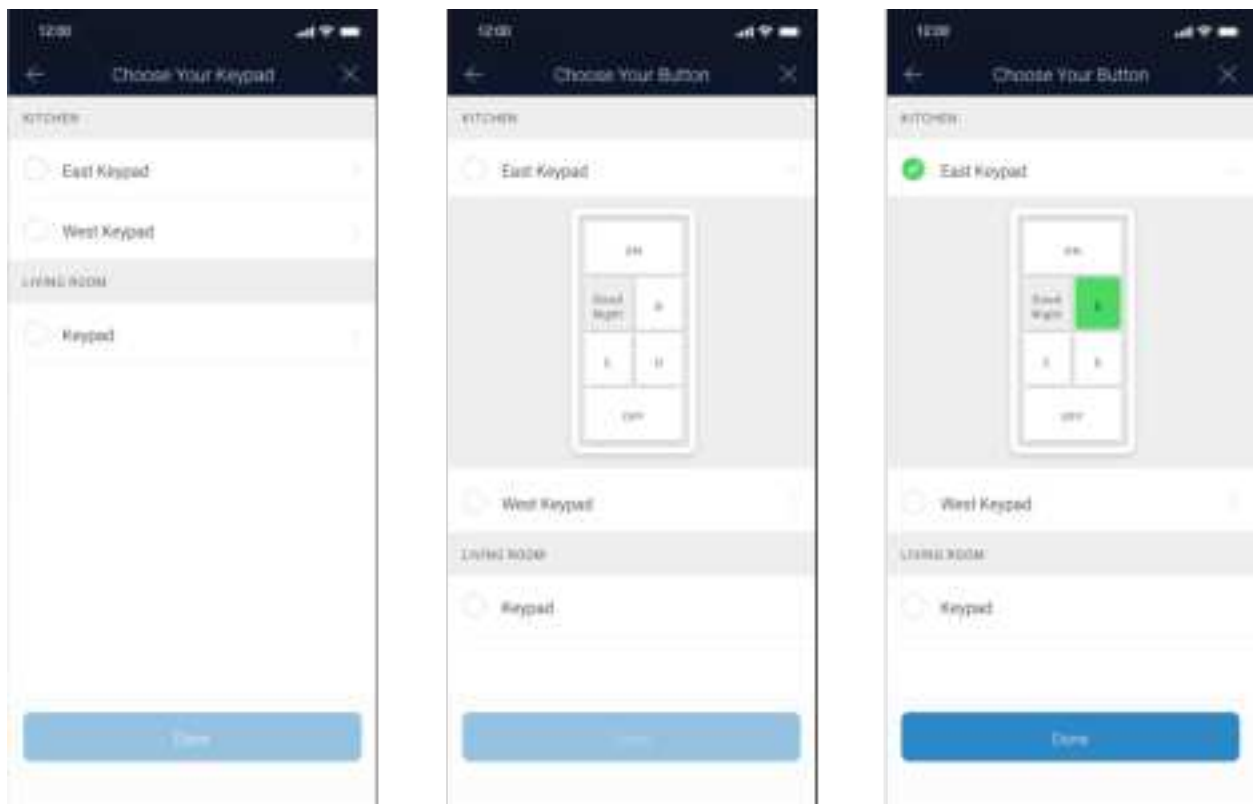 12:00
Choose Your Keypad
KITCHEN
East Keypad
West Keypad
LIVING ROOM
Keypad
Done
12:00
Choose Your Button
KITCHEN
East Keypad
ON
Good
Night
OFF
West Keypad
LIVING ROOM
Keypad
12:00
Choose Your Button
KITCHEN
East Keypad
ON
Good
Night
OFF
West Keypad
LIVING ROOM
Keypad
Done